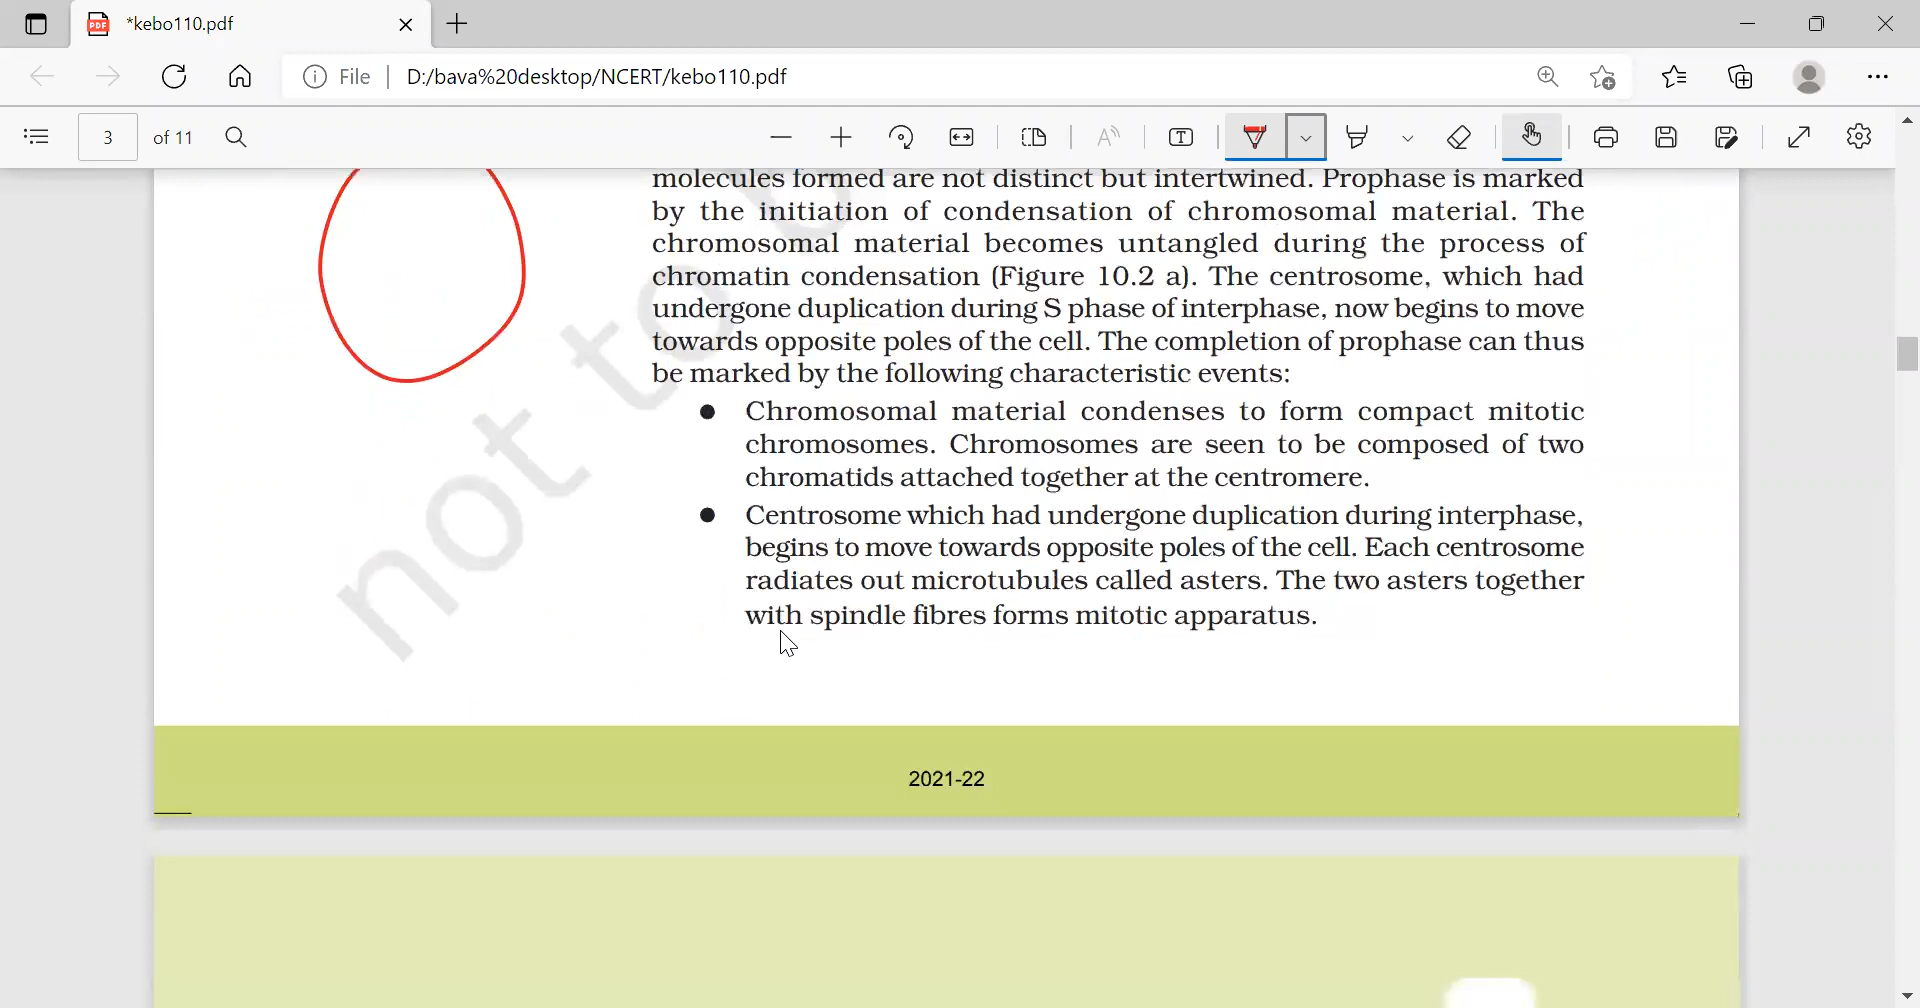 *kebo110.pdf
File D:/bava%20desktop/NCERT/kebo110.pdf
3 of 11
molecules formed are not distinct but intertwined. Prophase is marked
by the initiation of condensation of chromosomal material. The
chromosomal material becomes untangled during the process of
chromatin condensation (Figure 10.2 a). The centrosome, which had
undergone duplication during S phase of interphase, now begins to move
towards opposite poles of the cell. The completion of prophase can thus
be marked by the following characteristic events:
● Chromosomal material condenses to form compact mitotic
chromosomes. Chromosomes are seen to be composed of two
chromatids attached together at the centromere.
● Centrosome which had undergone duplication during interphase,
begins to move towards opposite poles of the cell. Each centrosome
radiates out microtubules called asters. The two asters together
with spindle fibres forms mitotic apparatus.
not to
2021-22